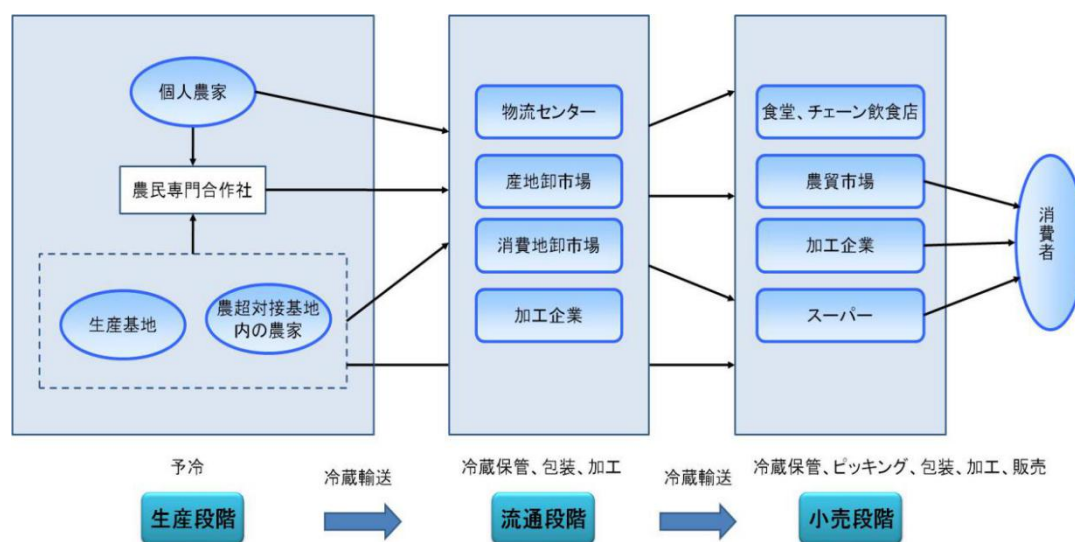 個人農家
農民専門合作社
生産基地
農超対接基地
内の農家
物流センター
産地卸市場
消費地卸市場
加工企業
食堂、チェーン飲食店
農貿市場
加工企業
スーパー
消費者
予冷
冷蔵輸送
冷蔵保管、包装、加工
冷蔵輸送
冷蔵保管、ピッキング、包装、加工、販売
生産段階
流通段階
小売段階